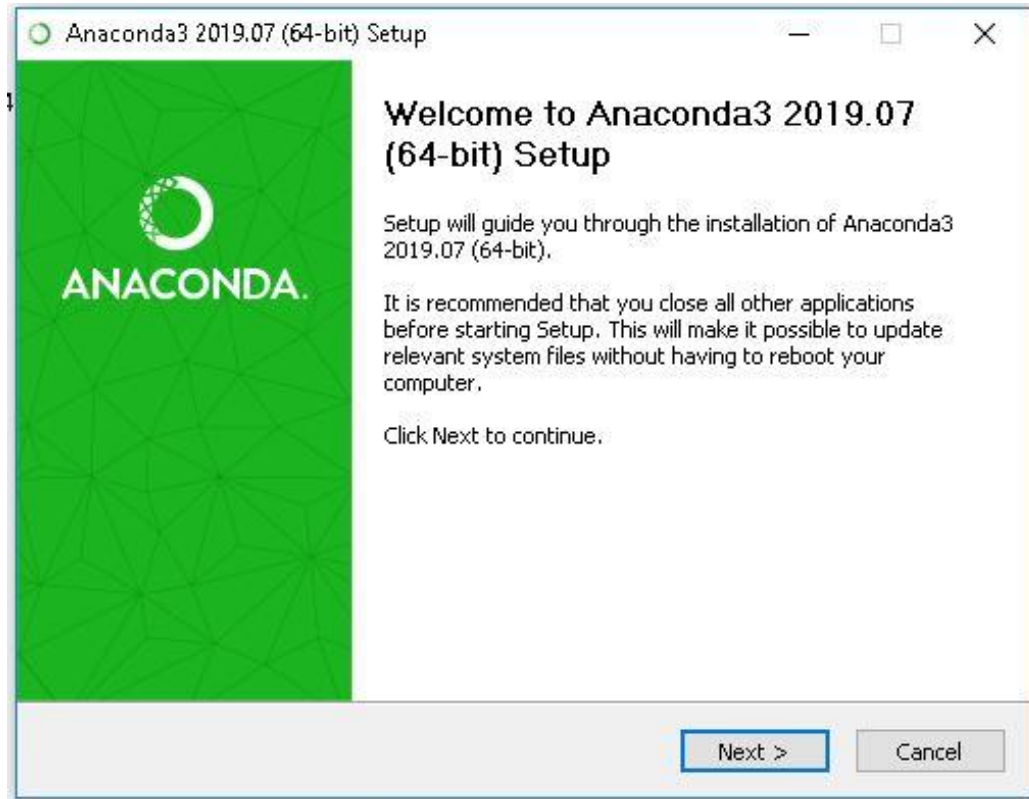 Anaconda3 2019.07 (64-bit) Setup
Welcome to Anaconda3 2019.07
(64-bit) Setup
ANACONDA.
Setup will guide you through the installation of Anaconda3
2019.07 (64-bit).
It is recommended that you close all other applications
before starting Setup. This will make it possible to update
relevant system files without having to reboot your
computer.
Click Next to continue.
Next >
Cancel